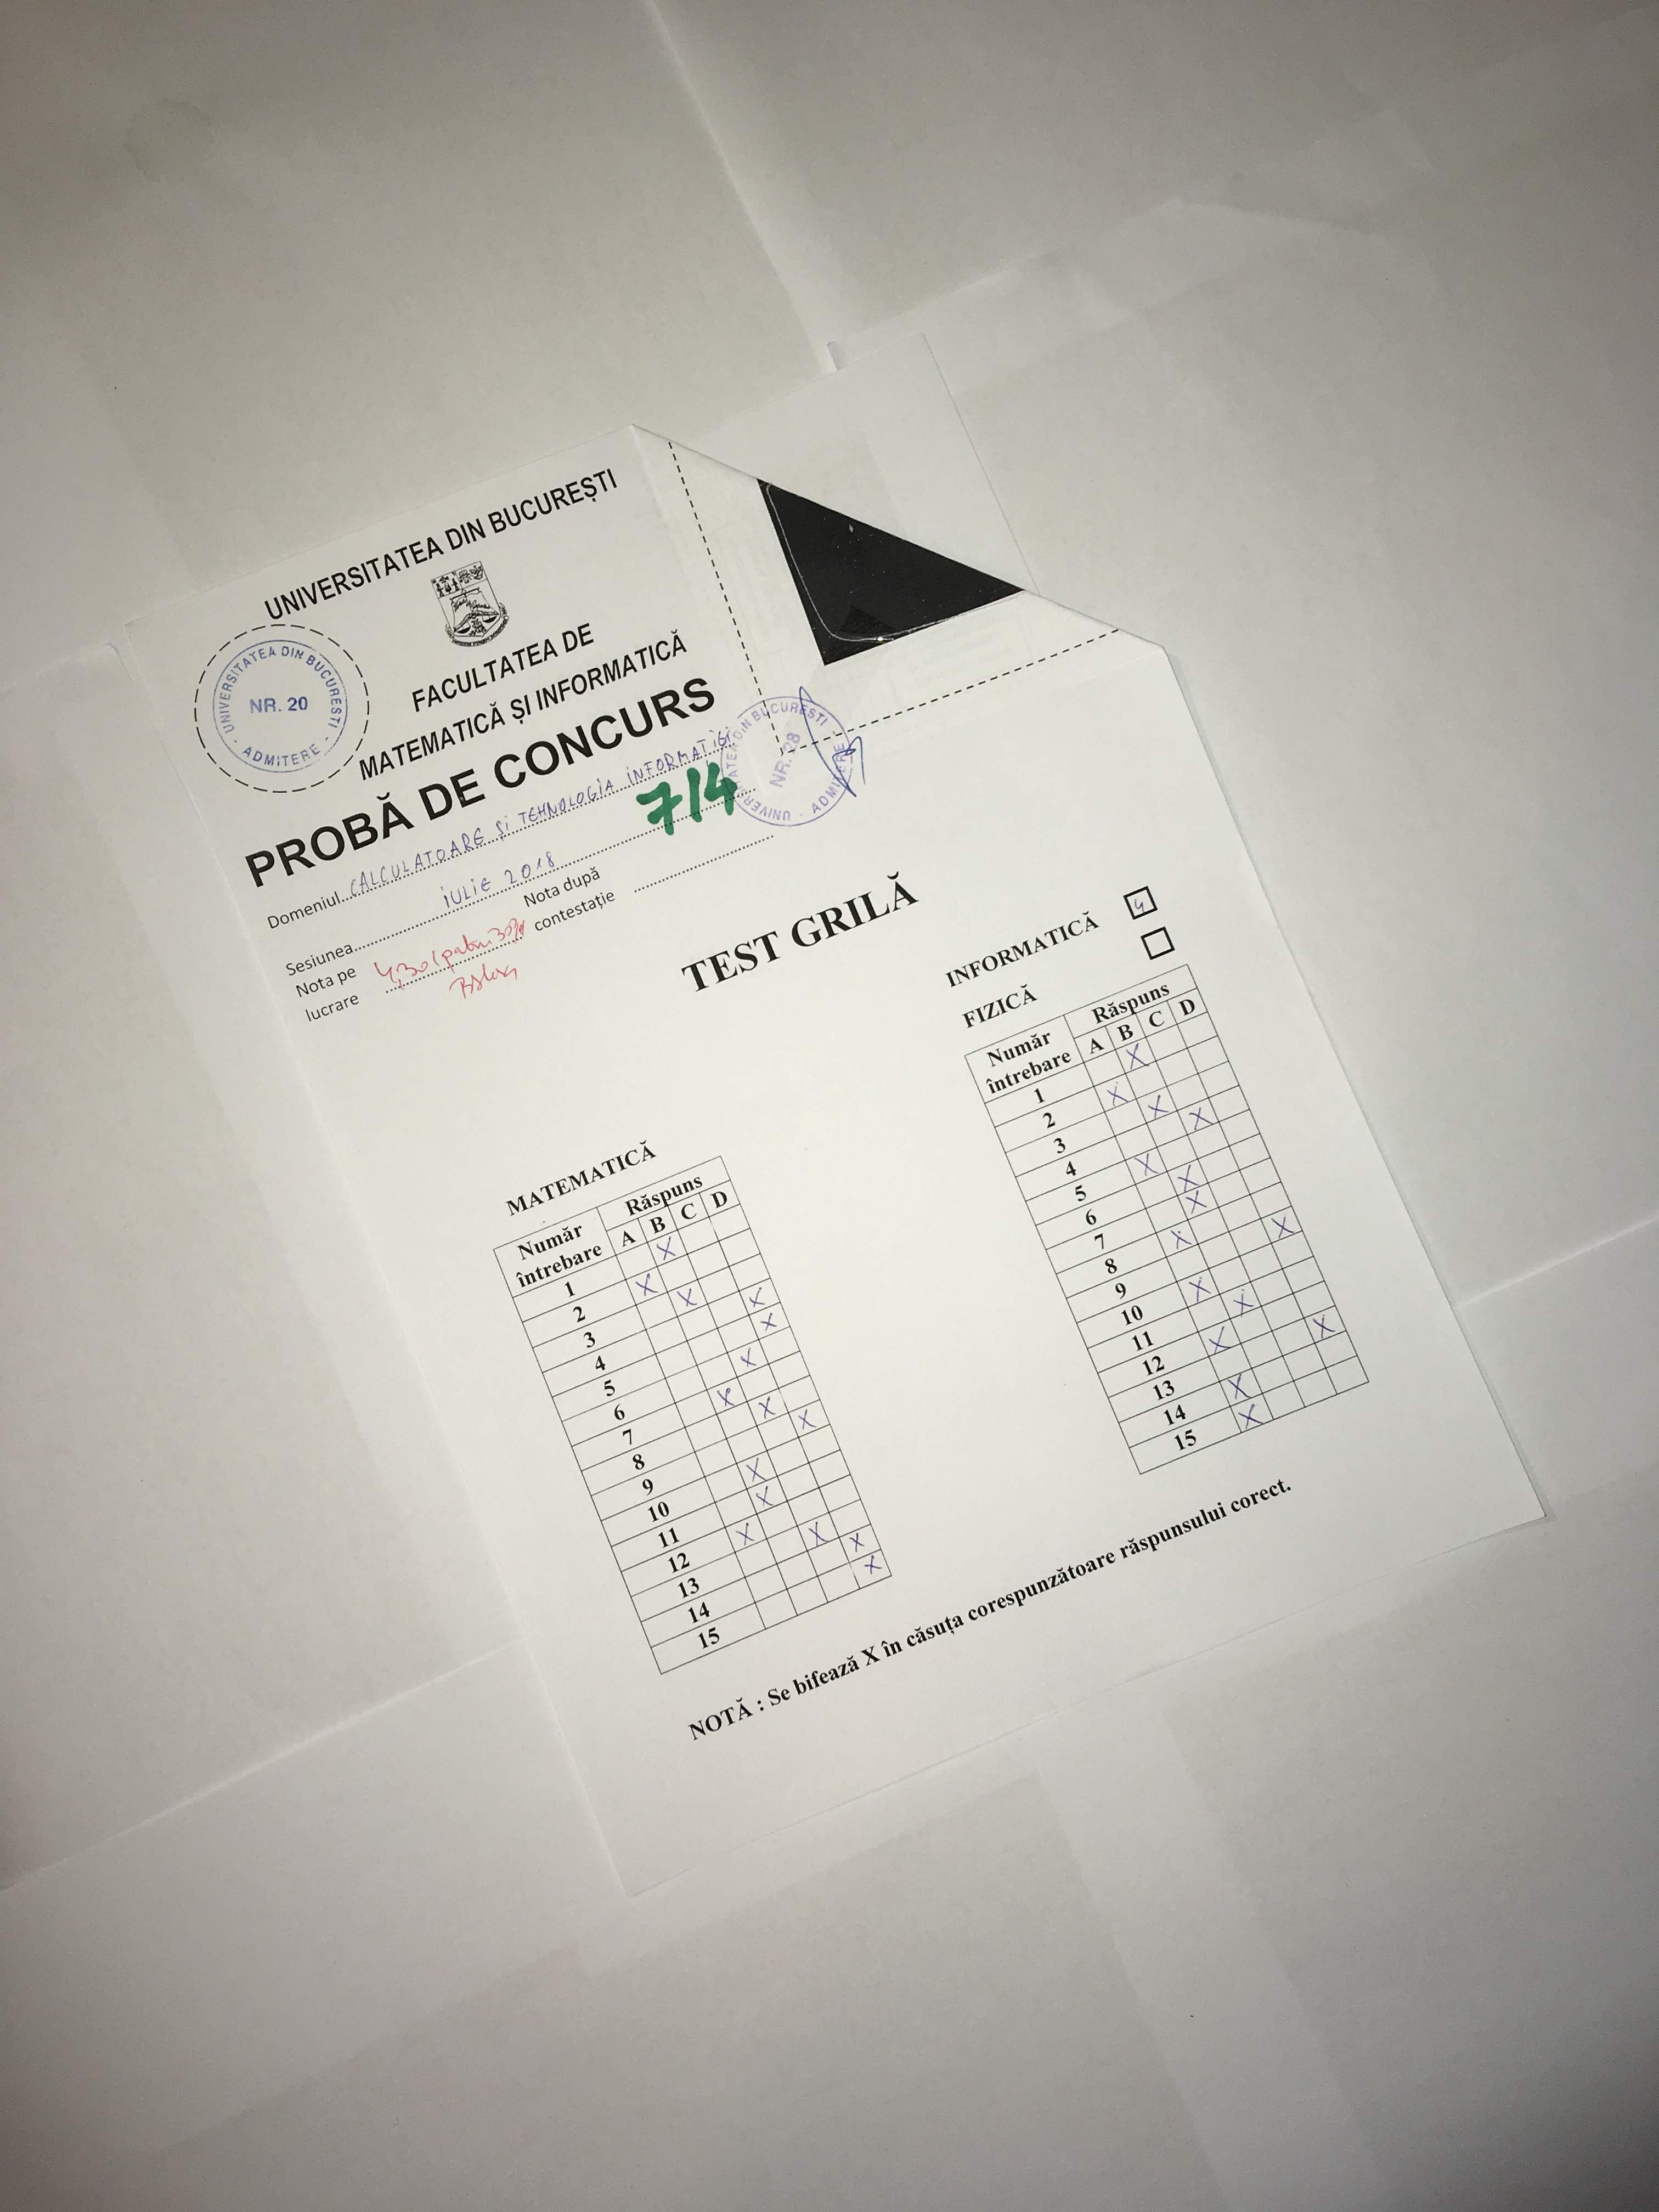 UNIVERSITATEA DIN BUCUREȘTI
UNIVERSITATEA DIN BUCUREȘTI - ADMITERE -
NR. 20
FACULTATEA DE
MATEMATICĂ ȘI INFORMATICĂ
PROBĂ DE CONCURS
Domeniul CALCULATOARE ȘI TEHNOLOGIA INFORMAȚIEI
Sesiunea IULIE 2018
714
UNIVERSITATEA DIN BUCUREȘTI - ADMITERE
NR. 28
Nota pe lucrare 4,30 (patru 30%
Nota după contestație
TEST GRILĂ
INFORMATICĂ
FIZICĂ
MATEMATICĂ
Număr întrebare Răspuns
A B C D
1 X
2 X
3 X
4 X
5 X
6 X
7 X
8 X
9 X
10 X
11 X
12 X
13 X
14 X
15 X
Număr întrebare Răspuns
A B C D
1 X
2 X
3 X
4 X
5 X
6 X
7 X
8 X
9 X
10 X
11 X
12 X
13 X
14 X
15 X
NOTĂ : Se bifează X în căsuța corespunzătoare răspunsului corect.